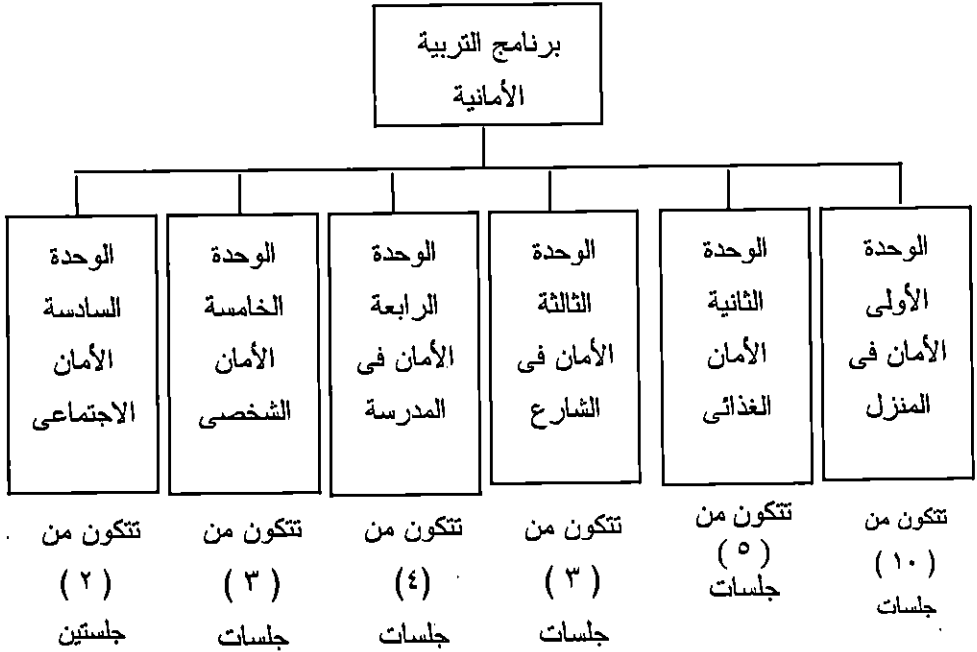 برنامج التربية
الأمانية
الوحدة
الأولى
الأمان فى
المنزل
تتكون من
(١٠)
جلسات
الوحدة
الثانية
الأمان
الغذائى
تتكون من
(٥)
جلسات
الوحدة
الثالثة
الأمان فى
الشارع
تتكون من
(٣)
جلسات
الوحدة
الرابعة
الأمان فى
المدرسة
تتكون من
(٤)
جلسات
الوحدة
الخامسة
الأمان
الشخصى
تتكون من
(٣)
جلسات
الوحدة
السادسة
الأمان
الاجتماعى
تتكون من
(٢)
جلستين